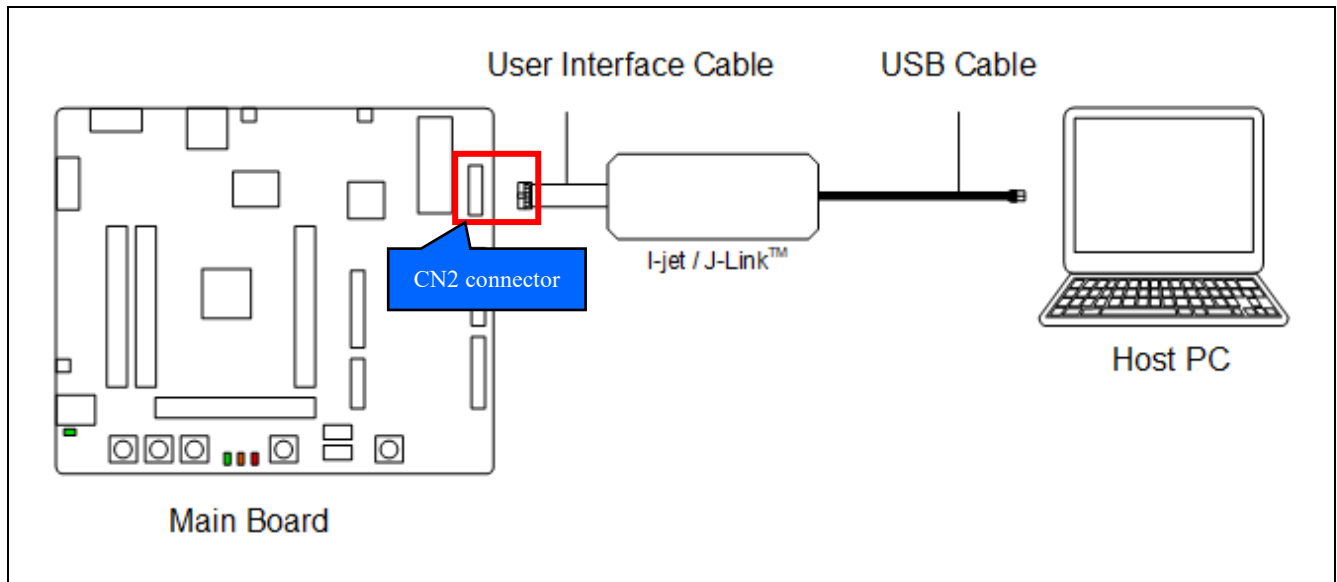 User Interface Cable
USB Cable
CN2 connector
I-jet / J-Link™
Host PC
Main Board